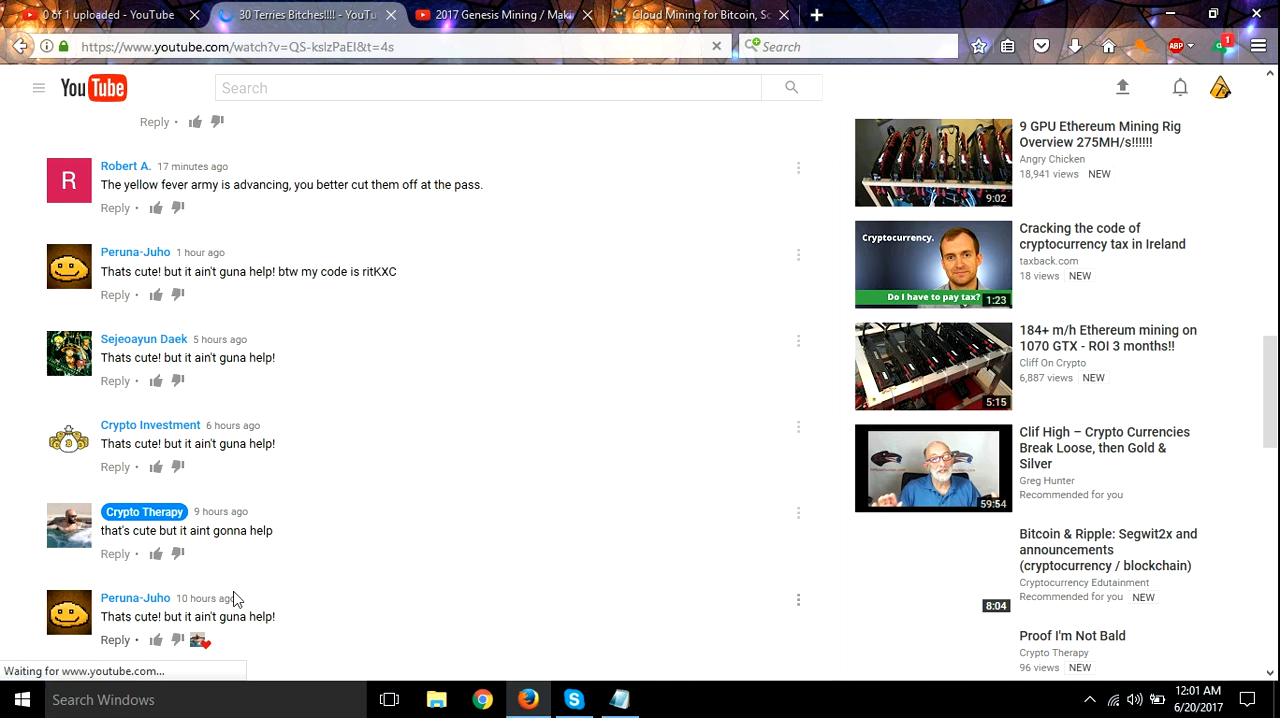 0 of 1 uploaded - YouTube
30 Terries Bitches!!!! - YouTu
2017 Genesis Mining / Maki
Cloud Mining for Bitcoin, Sc
https://www.youtube.com/watch?v=QS-kslzPaEI&t=4s
Search
ABP
1
YouTube
Search
Reply •
Robert A. 17 minutes ago
R
The yellow fever army is advancing, you better cut them off at the pass.
Reply •
Peruna-Juho 1 hour ago
Thats cute! but it ain't guna help! btw my code is ritKXC
Reply •
Sejeoayun Daek 5 hours ago
Thats cute! but it ain't guna help!
Reply •
Crypto Investment 6 hours ago
Thats cute! but it ain't guna help!
Reply •
Crypto Therapy 9 hours ago
that's cute but it aint gonna help
Reply •
Peruna-Juho 10 hours ago
Thats cute! but it ain't guna help!
Reply •
9 GPU Ethereum Mining Rig
Overview 275MH/s!!!!!!
Angry Chicken
18,941 views NEW
9:02
Cryptocurrency.
Do I have to pay tax?
1:23
Cracking the code of
cryptocurrency tax in Ireland
taxback.com
18 views NEW
184+ m/h Ethereum mining on
1070 GTX - ROI 3 months!!
Cliff On Crypto
6,887 views NEW
5:15
Clif High – Crypto Currencies
Break Loose, then Gold &
Silver
Greg Hunter
Recommended for you
59:54
Bitcoin & Ripple: Segwit2x and
announcements
(cryptocurrency / blockchain)
Cryptocurrency Edutainment
Recommended for you NEW
8:04
Proof I'm Not Bald
Crypto Therapy
96 views NEW
Waiting for www.youtube.com...
Search Windows
12:01 AM
6/20/2017